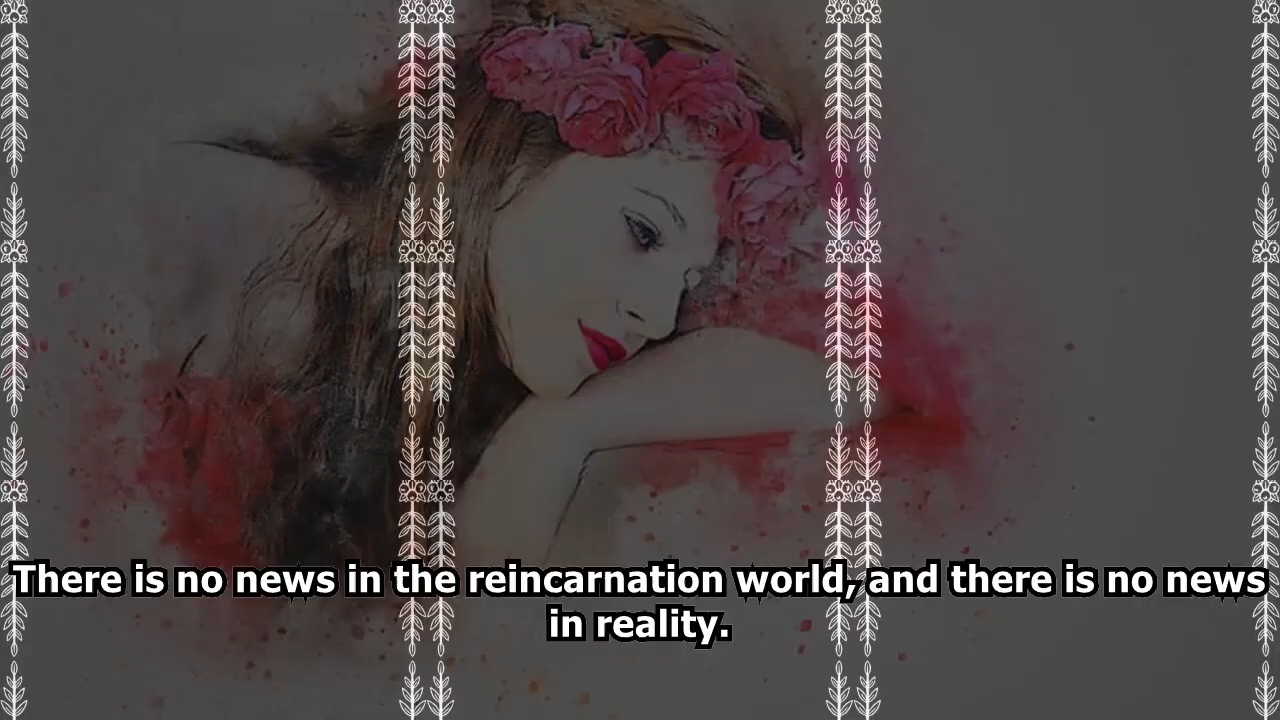 There is no news in the reincarnation world, and there is no news
in reality.